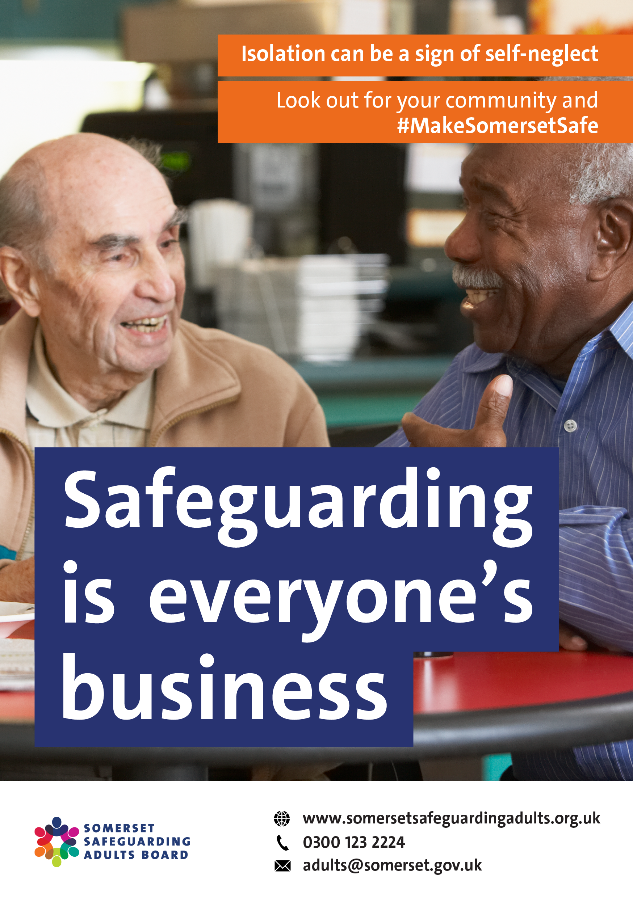 Isolation can be a sign of self-neglect
Look out for your community and
#MakeSomersetSafe
Safeguarding
is everyone’s
business
SOMERSET
SAFEGUARDING
ADULTS BOARD
www.somersetsafeguardingadults.org.uk
0300 123 2224
adults@somerset.gov.uk